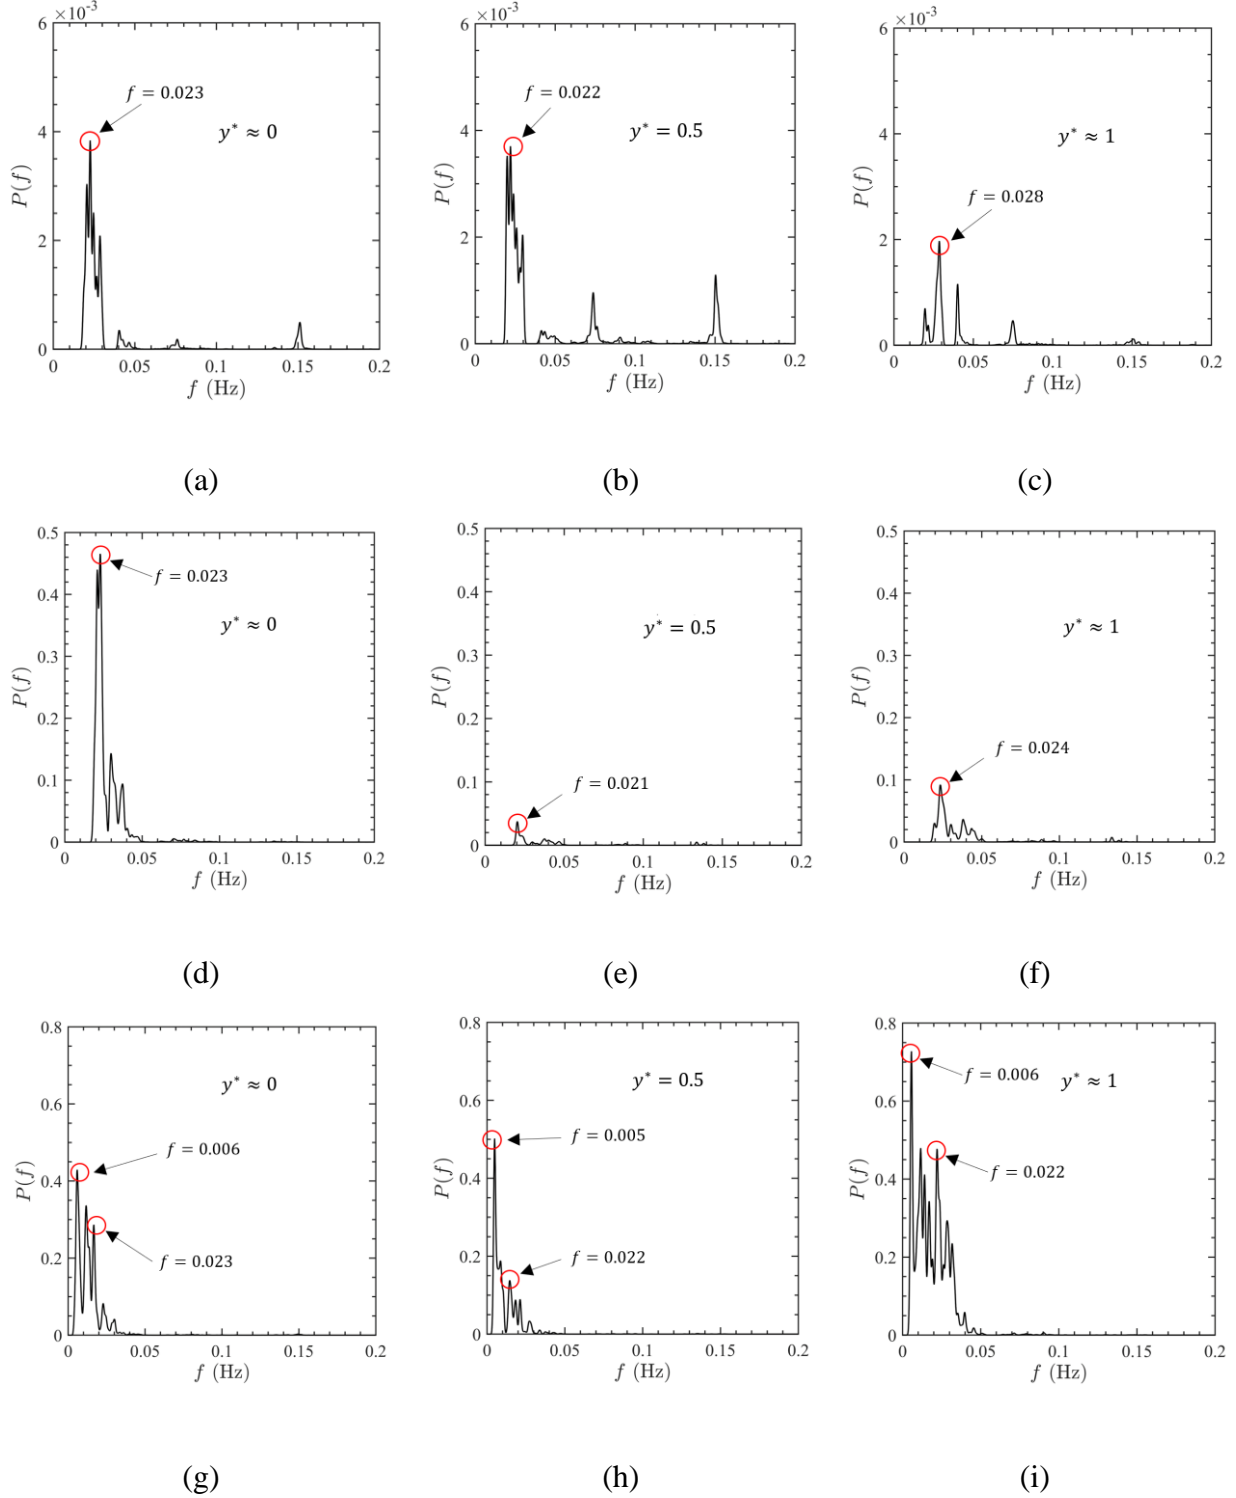 ×10⁻³
6
4
2
0
P(f)
f = 0.023
y* ≈ 0
0 0.05 0.1 0.15 0.2
f (Hz)
(a)
×10⁻³
6
4
2
0
P(f)
f = 0.022
y* = 0.5
0 0.05 0.1 0.15 0.2
f (Hz)
(b)
×10⁻³
6
4
2
0
P(f)
y* ≈ 1
f = 0.028
0 0.05 0.1 0.15 0.2
f (Hz)
(c)
0.5
0.4
0.3
0.2
0.1
0
P(f)
f = 0.023
y* ≈ 0
0 0.05 0.1 0.15 0.2
f (Hz)
(d)
0.5
0.4
0.3
0.2
0.1
0
P(f)
y* = 0.5
f = 0.021
0 0.05 0.1 0.15 0.2
f (Hz)
(e)
0.5
0.4
0.3
0.2
0.1
0
P(f)
y* ≈ 1
f = 0.024
0 0.05 0.1 0.15 0.2
f (Hz)
(f)
0.8
0.6
0.4
0.2
0
P(f)
y* ≈ 0
f = 0.006
f = 0.023
0 0.05 0.1 0.15 0.2
f (Hz)
(g)
0.8
0.6
0.4
0.2
0
P(f)
y* = 0.5
f = 0.005
f = 0.022
0 0.05 0.1 0.15 0.2
f (Hz)
(h)
0.8
0.6
0.4
0.2
0
P(f)
f = 0.006
y* ≈ 1
f = 0.022
0 0.05 0.1 0.15 0.2
f (Hz)
(i)